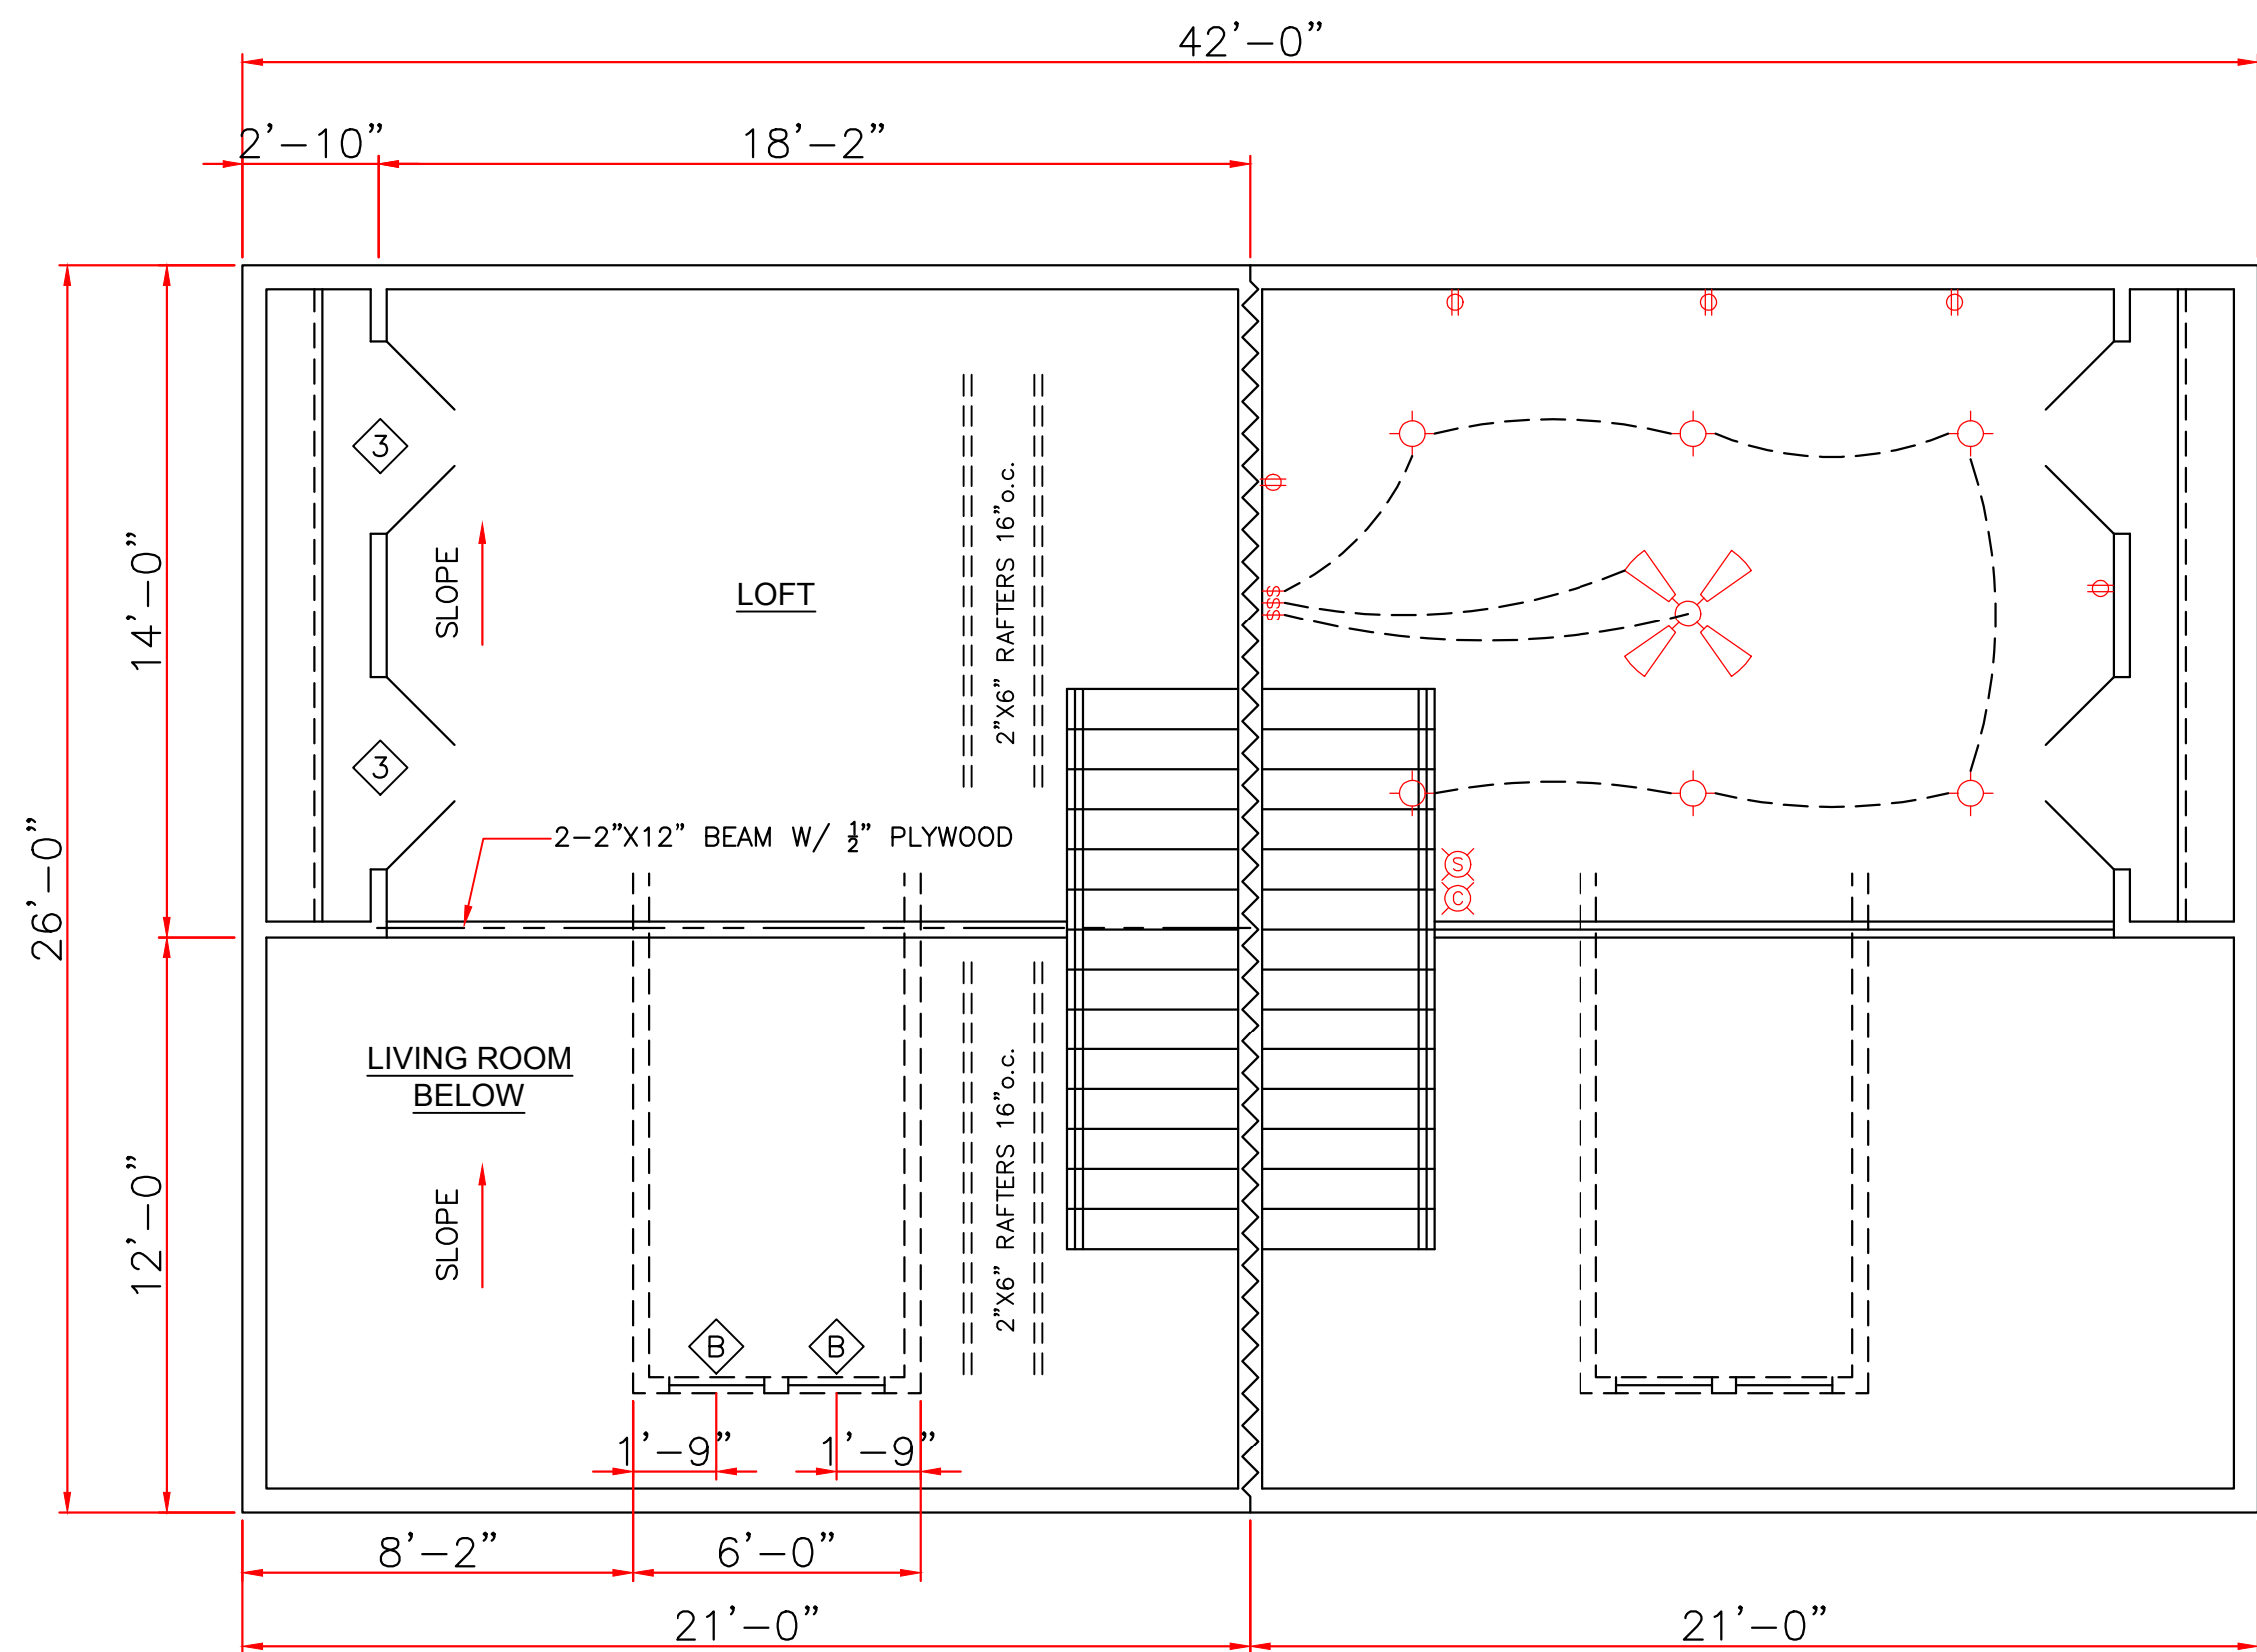 42'-0"
2'-10"
18'-2"
3
14'-0"
SLOPE
LOFT
2"X6" RAFTERS 16"o.c.
$$$
3
26'-0"
2-2"X12" BEAM W/ ½" PLYWOOD
S
C
LIVING ROOM
BELOW
12'-0"
SLOPE
2"X6" RAFTERS 16"o.c.
B
B
1'-9"
1'-9"
8'-2"
6'-0"
21'-0"
21'-0"